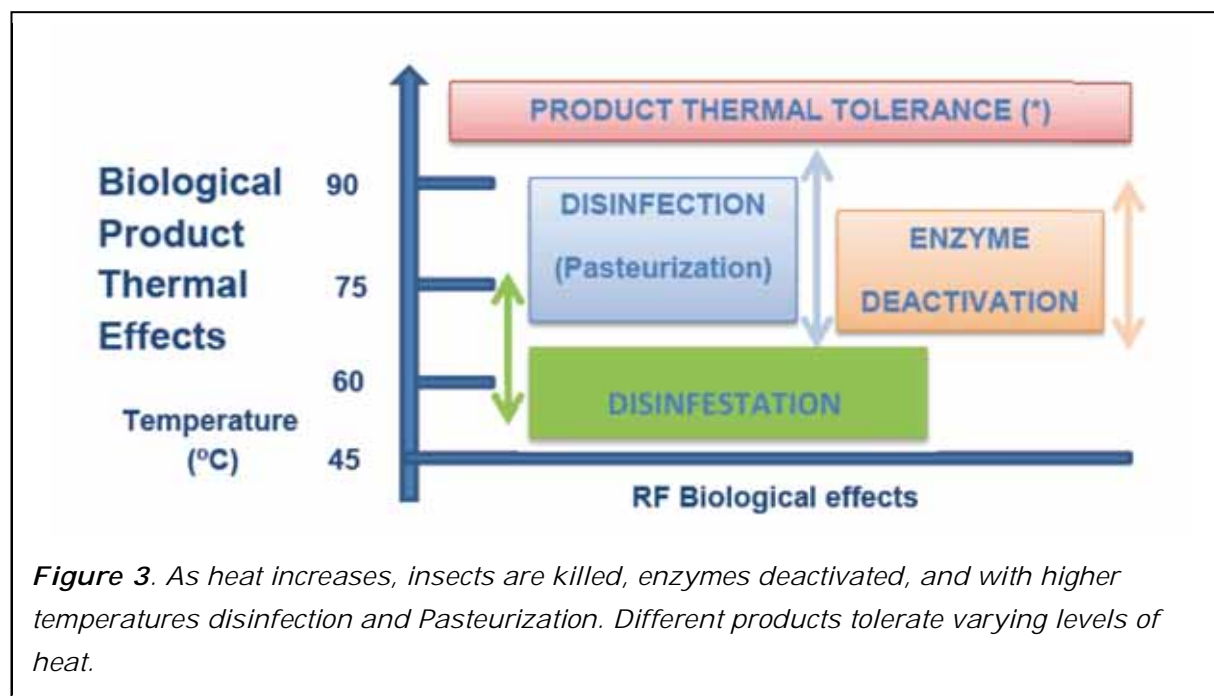 PRODUCT THERMAL TOLERANCE (*)
Biological
Product
Thermal
Effects
90
75
60
45
Temperature
(ºC)
DISINFECTION
(Pasteurization)
ENZYME
DEACTIVATION
DISINFESTATION
RF Biological effects
Figure 3. As heat increases, insects are killed, enzymes deactivated, and with higher
temperatures disinfection and Pasteurization. Different products tolerate varying levels of
heat.